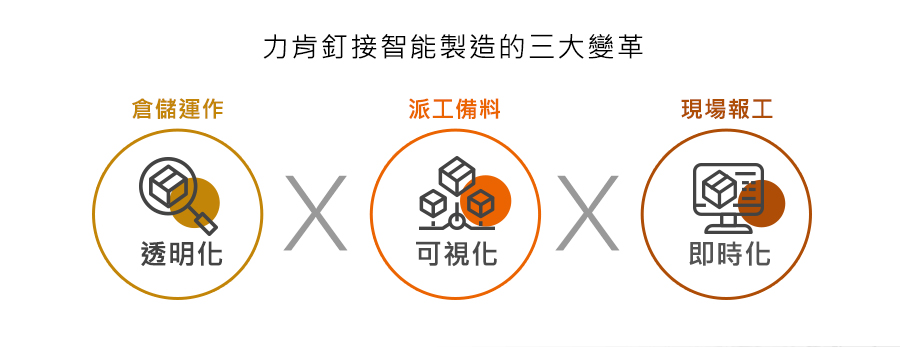 力肯釘接智能製造的三大變革
倉儲運作
派工備料
現場報工
X
X
透明化
可視化
即時化